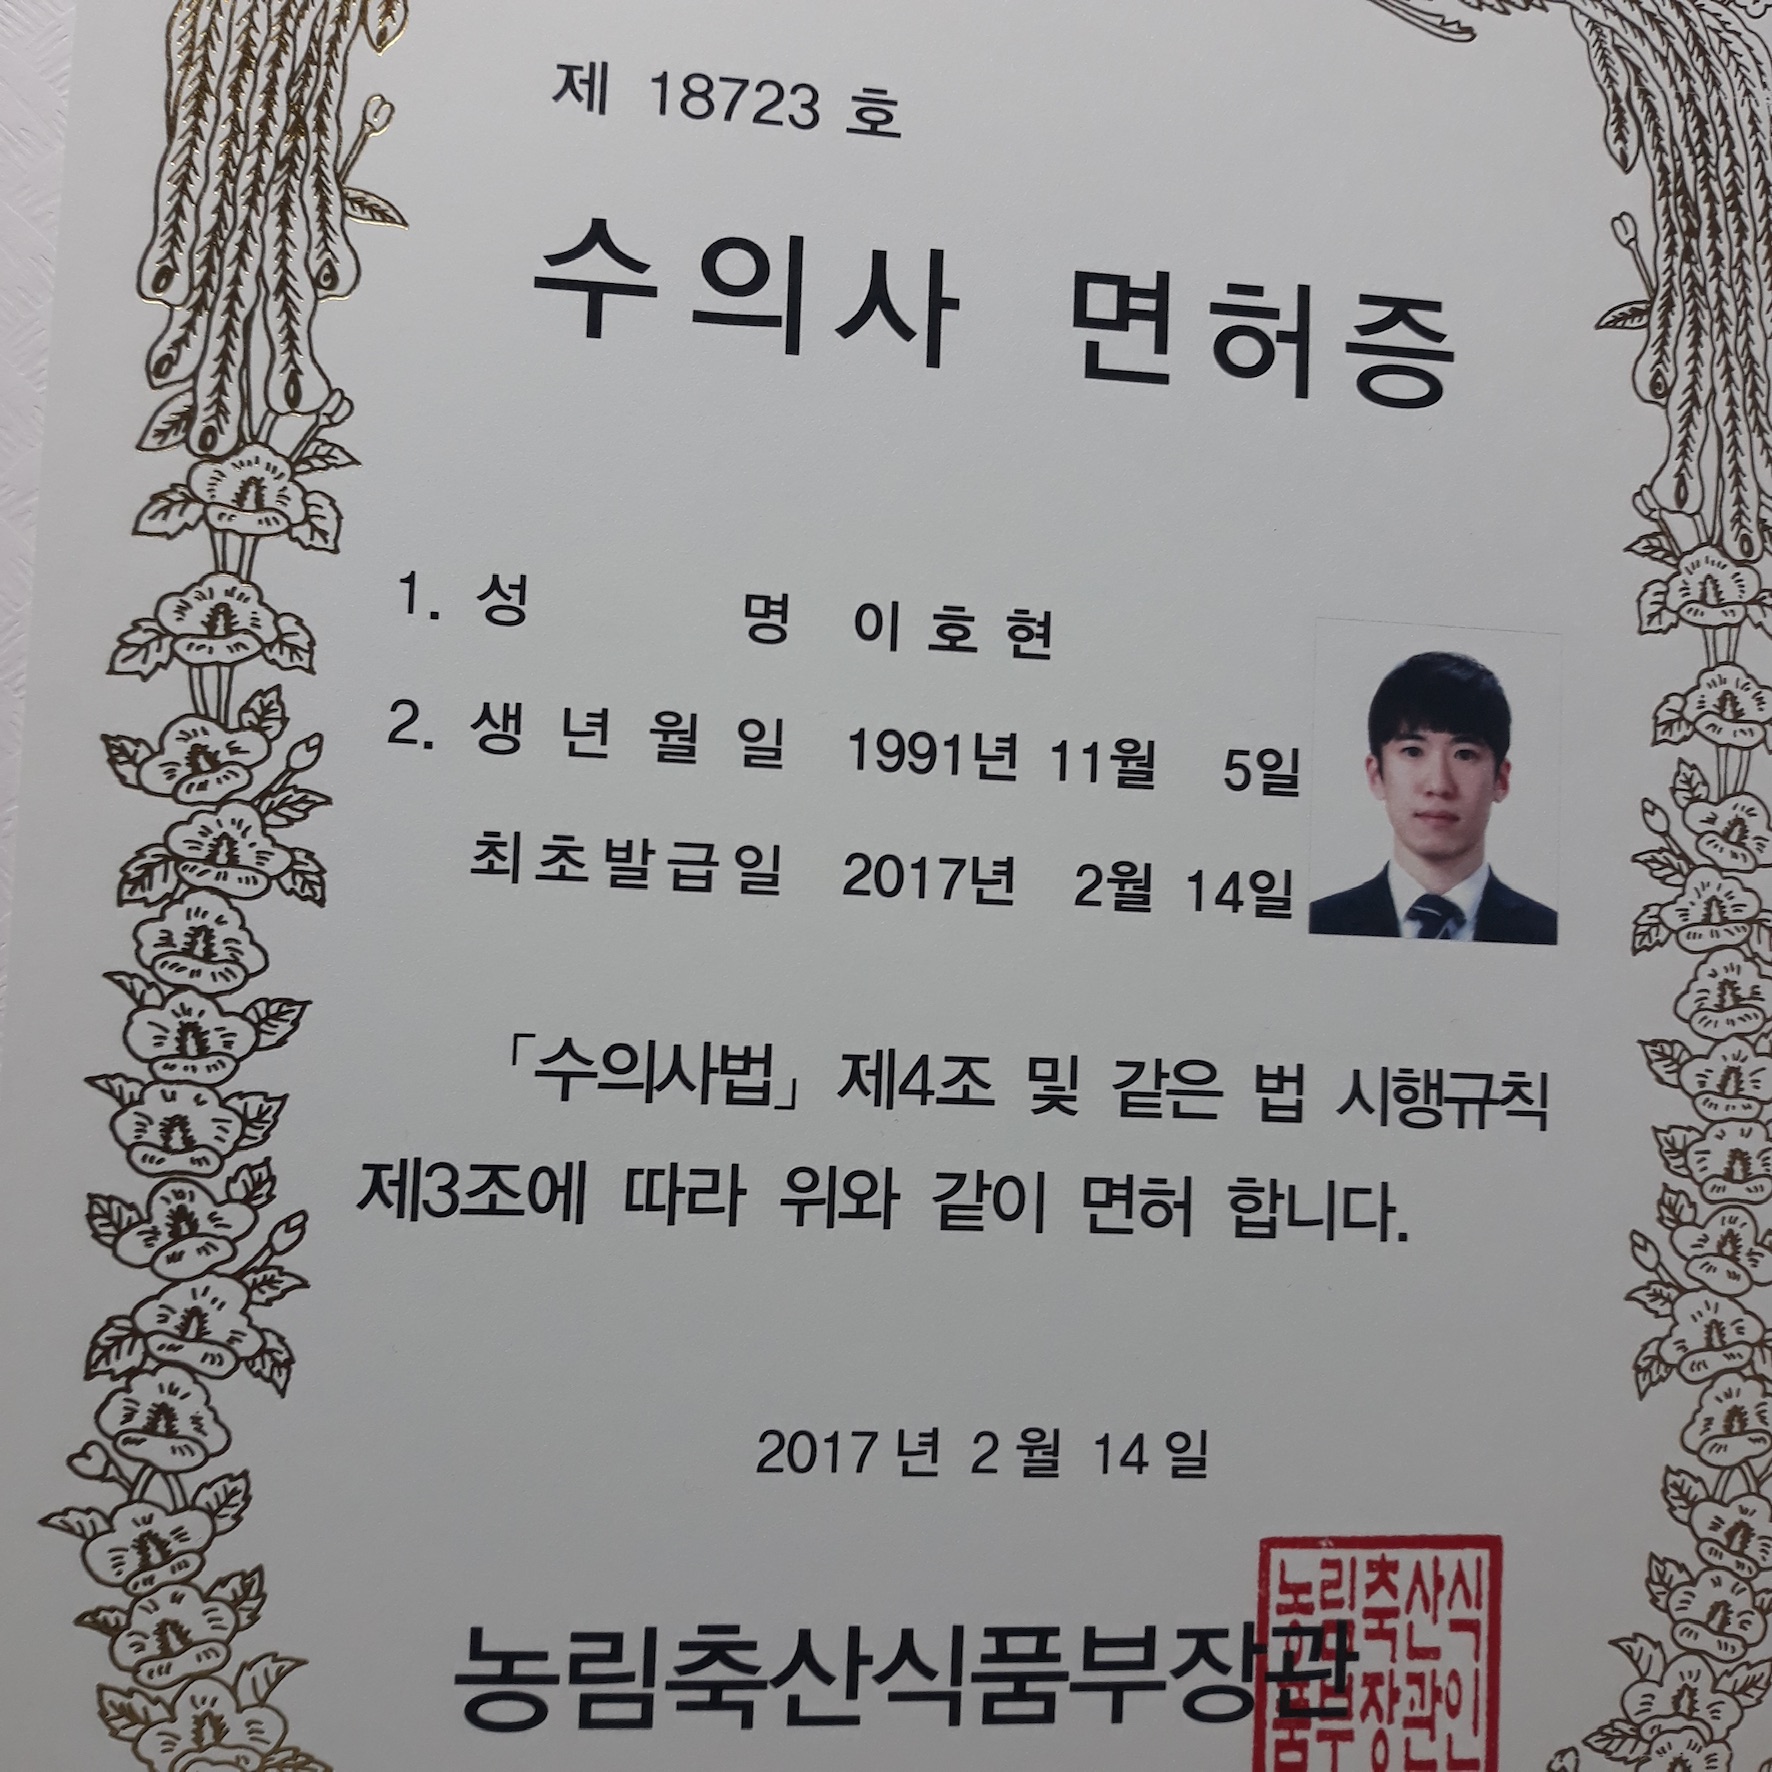 제 18723 호
수의사 면허증
1. 성 명 이 호 현
2. 생 년 월 일 1991년 11월 5일
최초발급일 2017년 2월 14일
「수의사법」 제4조 및 같은 법 시행규칙
제3조에 따라 위와 같이 면허 합니다.
2017 년 2 월 14 일
농림축산식품부장관
농림축산식
품부장관인